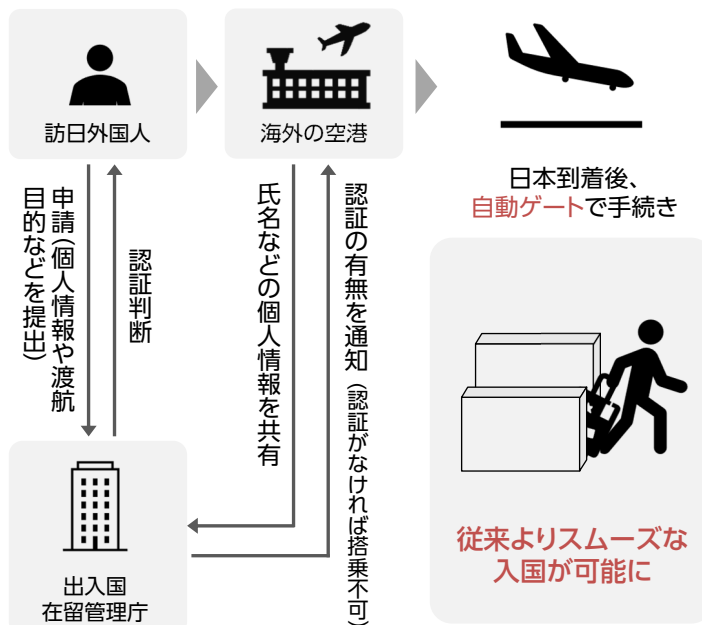 訪日外国人
海外の空港
日本到着後、
自動ゲートで手続き
申請(個人情報や渡航
目的などを提出)
認証判断
氏名などの個人情報を共有
認証の有無を通知(認証がなければ搭乗不可)
出入国
在留管理庁
従来よりスムーズな
入国が可能に